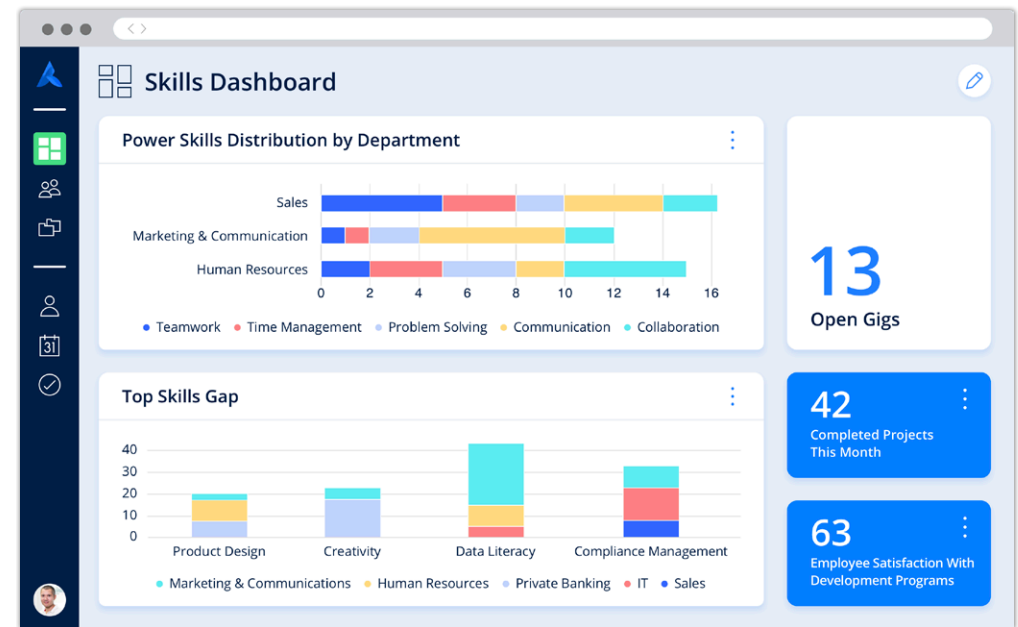 Skills Dashboard
Power Skills Distribution by Department
Sales
Marketing & Communication
Human Resources
0 2 4 6 8 10 12 14 16
Teamwork Time Management Problem Solving Communication Collaboration
13
Open Gigs
Top Skills Gap
40
30
20
10
0
Product Design Creativity Data Literacy Compliance Management
Marketing & Communications Human Resources Private Banking IT Sales
42
Completed Projects
This Month
63
Employee Satisfaction With
Development Programs
31